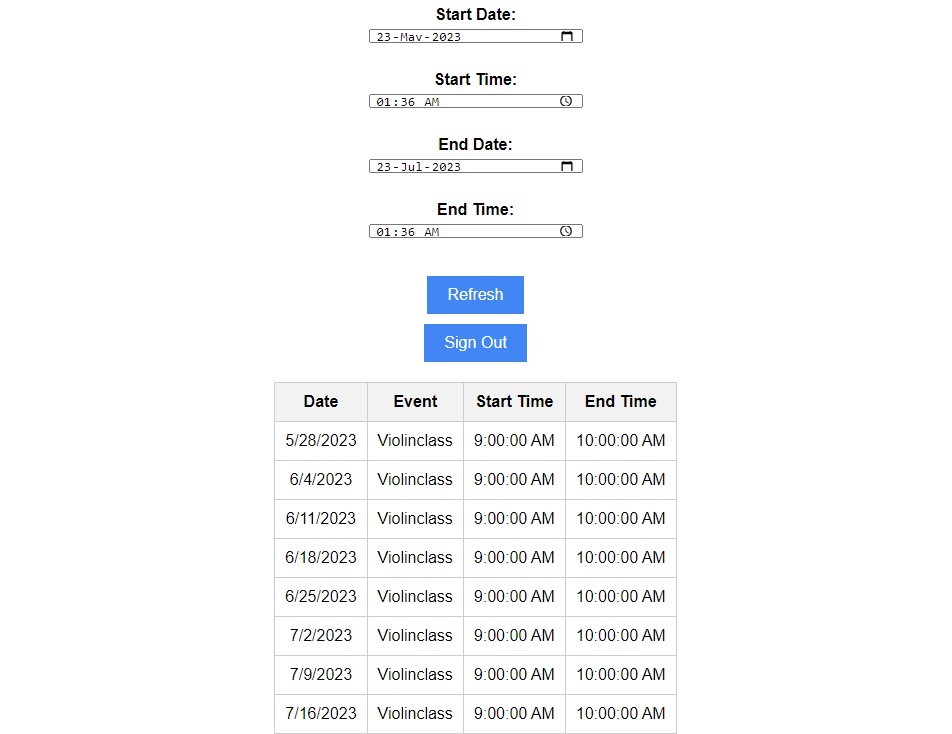 Start Date:
23-May-2023
Start Time:
01:36 AM
End Date:
23-Jul-2023
End Time:
01:36 AM
Refresh
Sign Out
Date Event Start Time End Time
5/28/2023 Violinclass 9:00:00 AM 10:00:00 AM
6/4/2023 Violinclass 9:00:00 AM 10:00:00 AM
6/11/2023 Violinclass 9:00:00 AM 10:00:00 AM
6/18/2023 Violinclass 9:00:00 AM 10:00:00 AM
6/25/2023 Violinclass 9:00:00 AM 10:00:00 AM
7/2/2023 Violinclass 9:00:00 AM 10:00:00 AM
7/9/2023 Violinclass 9:00:00 AM 10:00:00 AM
7/16/2023 Violinclass 9:00:00 AM 10:00:00 AM